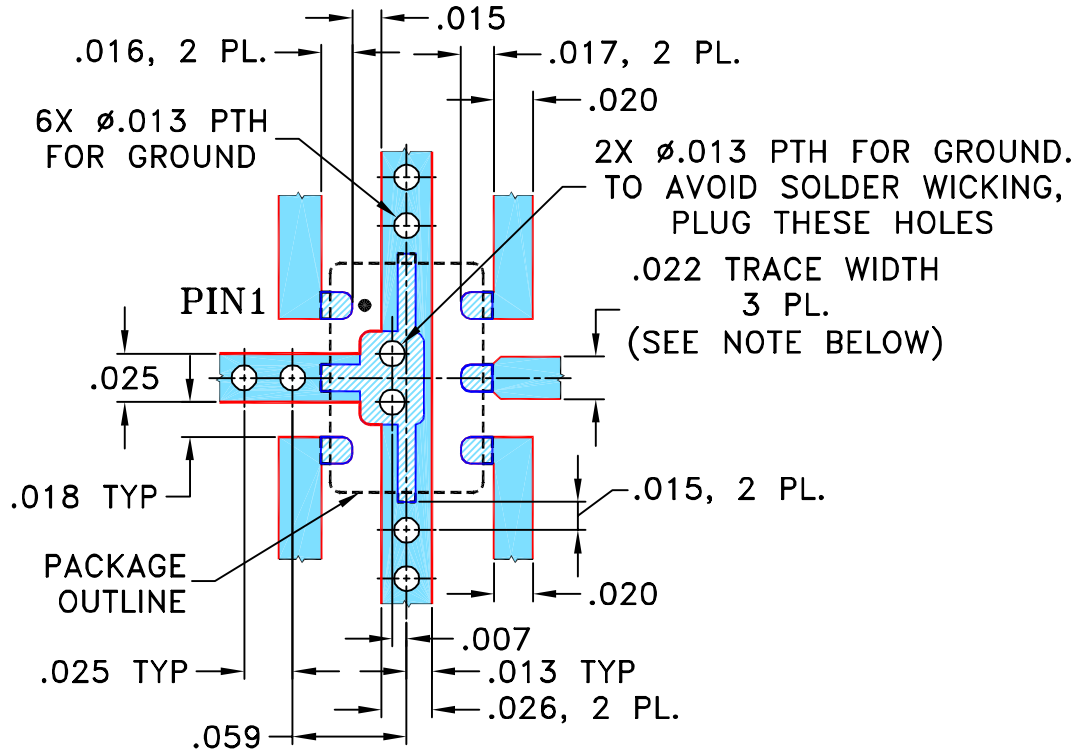 .015
.016, 2 PL.
.017, 2 PL.
.020
6X ø.013 PTH
FOR GROUND
2X ø.013 PTH FOR GROUND.
TO AVOID SOLDER WICKING,
PLUG THESE HOLES
.022 TRACE WIDTH
3 PL.
(SEE NOTE BELOW)
PIN1
.025
.018 TYP
.015, 2 PL.
PACKAGE
OUTLINE
.020
.007
.025 TYP
.013 TYP
.026, 2 PL.
.059